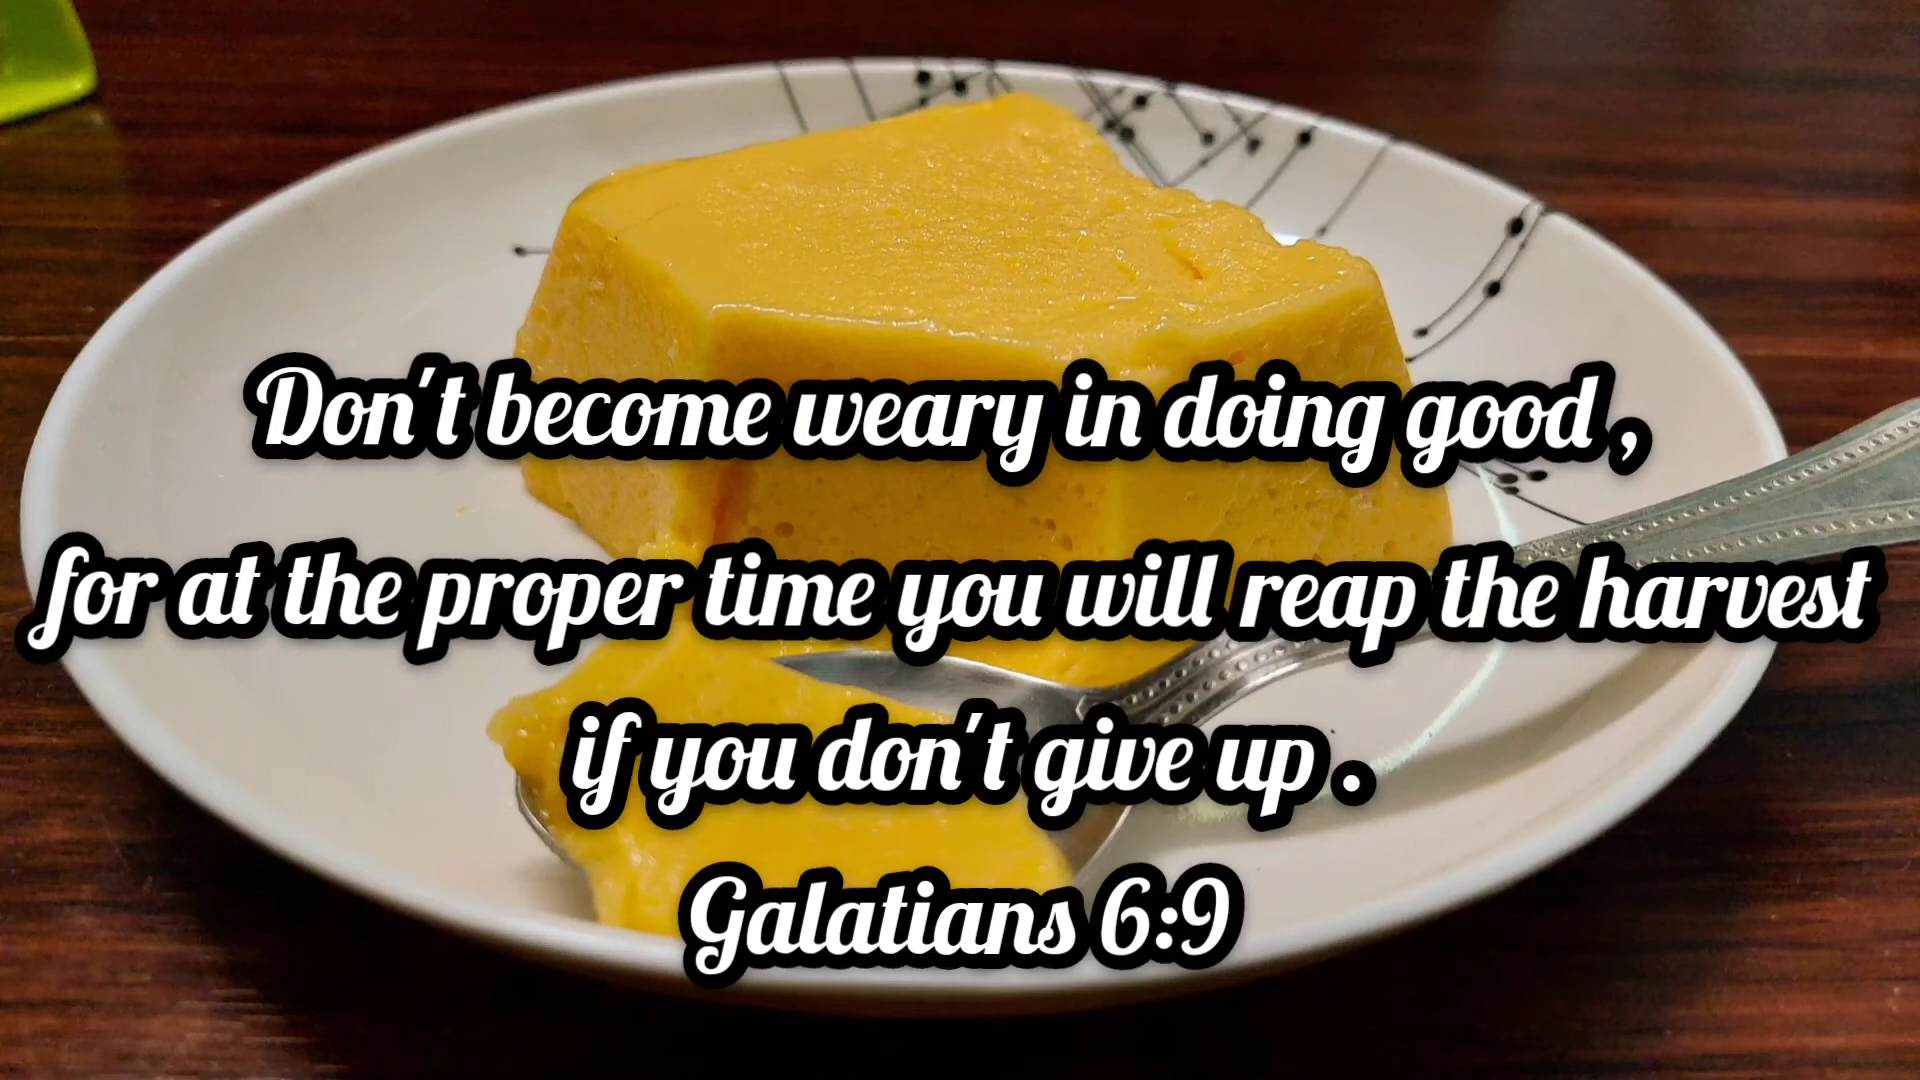 Don't become weary in doing good ,
for at the proper time you will reap the harvest
if you don't give up .
Galatians 6:9